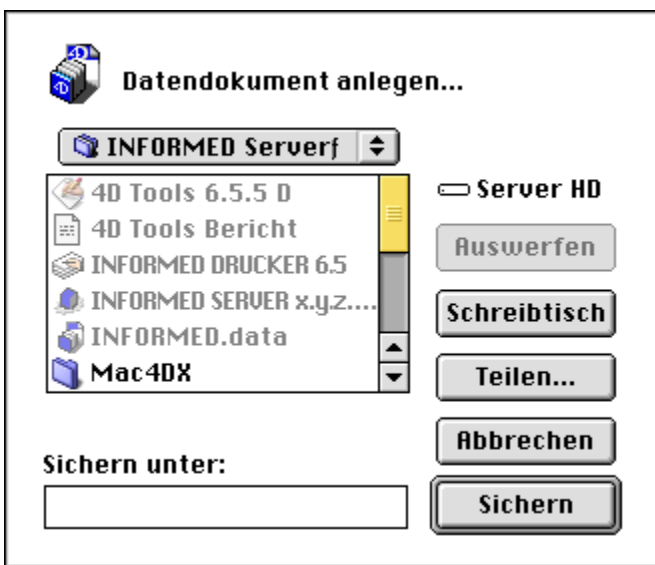 Datendokument anlegen...
INFORMED Serverƒ
4D Tools 6.5.5 D
4D Tools Bericht
INFORMED DRUCKER 6.5
INFORMED SERVER x.y.z....
INFORMED.data
Mac4DX
Server HD
Auswerfen
Schreibtisch
Teilen...
Abbrechen
Sichern unter:
Sichern